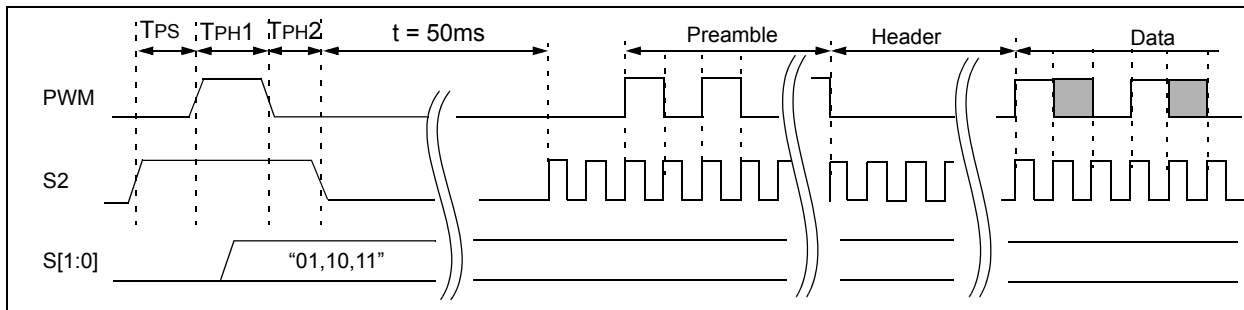 TPS TPH1 TPH2 t = 50ms Preamble Header Data
PWM
S2
S[1:0] “01,10,11”